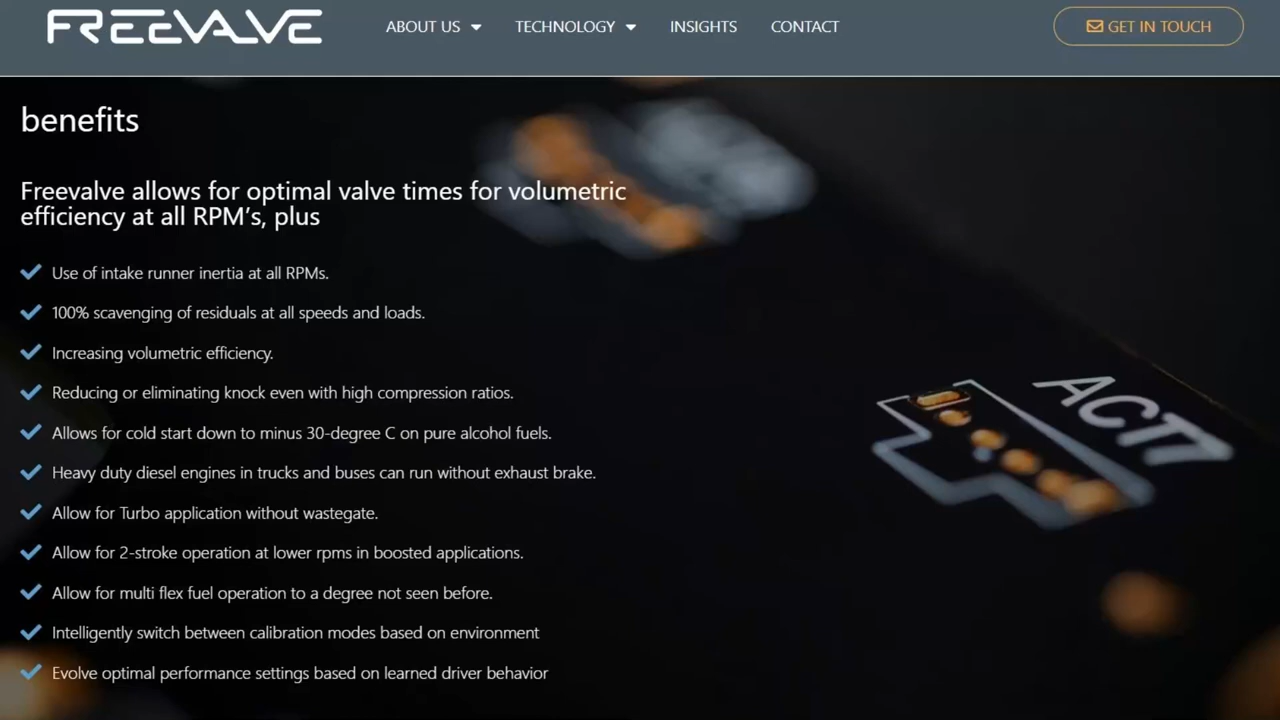 FREEVALVE
ABOUT US
TECHNOLOGY
INSIGHTS
CONTACT
GET IN TOUCH
benefits
Freevalve allows for optimal valve times for volumetric
efficiency at all RPM's, plus
Use of intake runner inertia at all RPMs.
100% scavenging of residuals at all speeds and loads.
Increasing volumetric efficiency.
Reducing or eliminating knock even with high compression ratios.
Allows for cold start down to minus 30-degree C on pure alcohol fuels.
Heavy duty diesel engines in trucks and buses can run without exhaust brake.
Allow for Turbo application without wastegate.
Allow for 2-stroke operation at lower rpms in boosted applications.
Allow for multi flex fuel operation to a degree not seen before.
Intelligently switch between calibration modes based on environment
Evolve optimal performance settings based on learned driver behavior